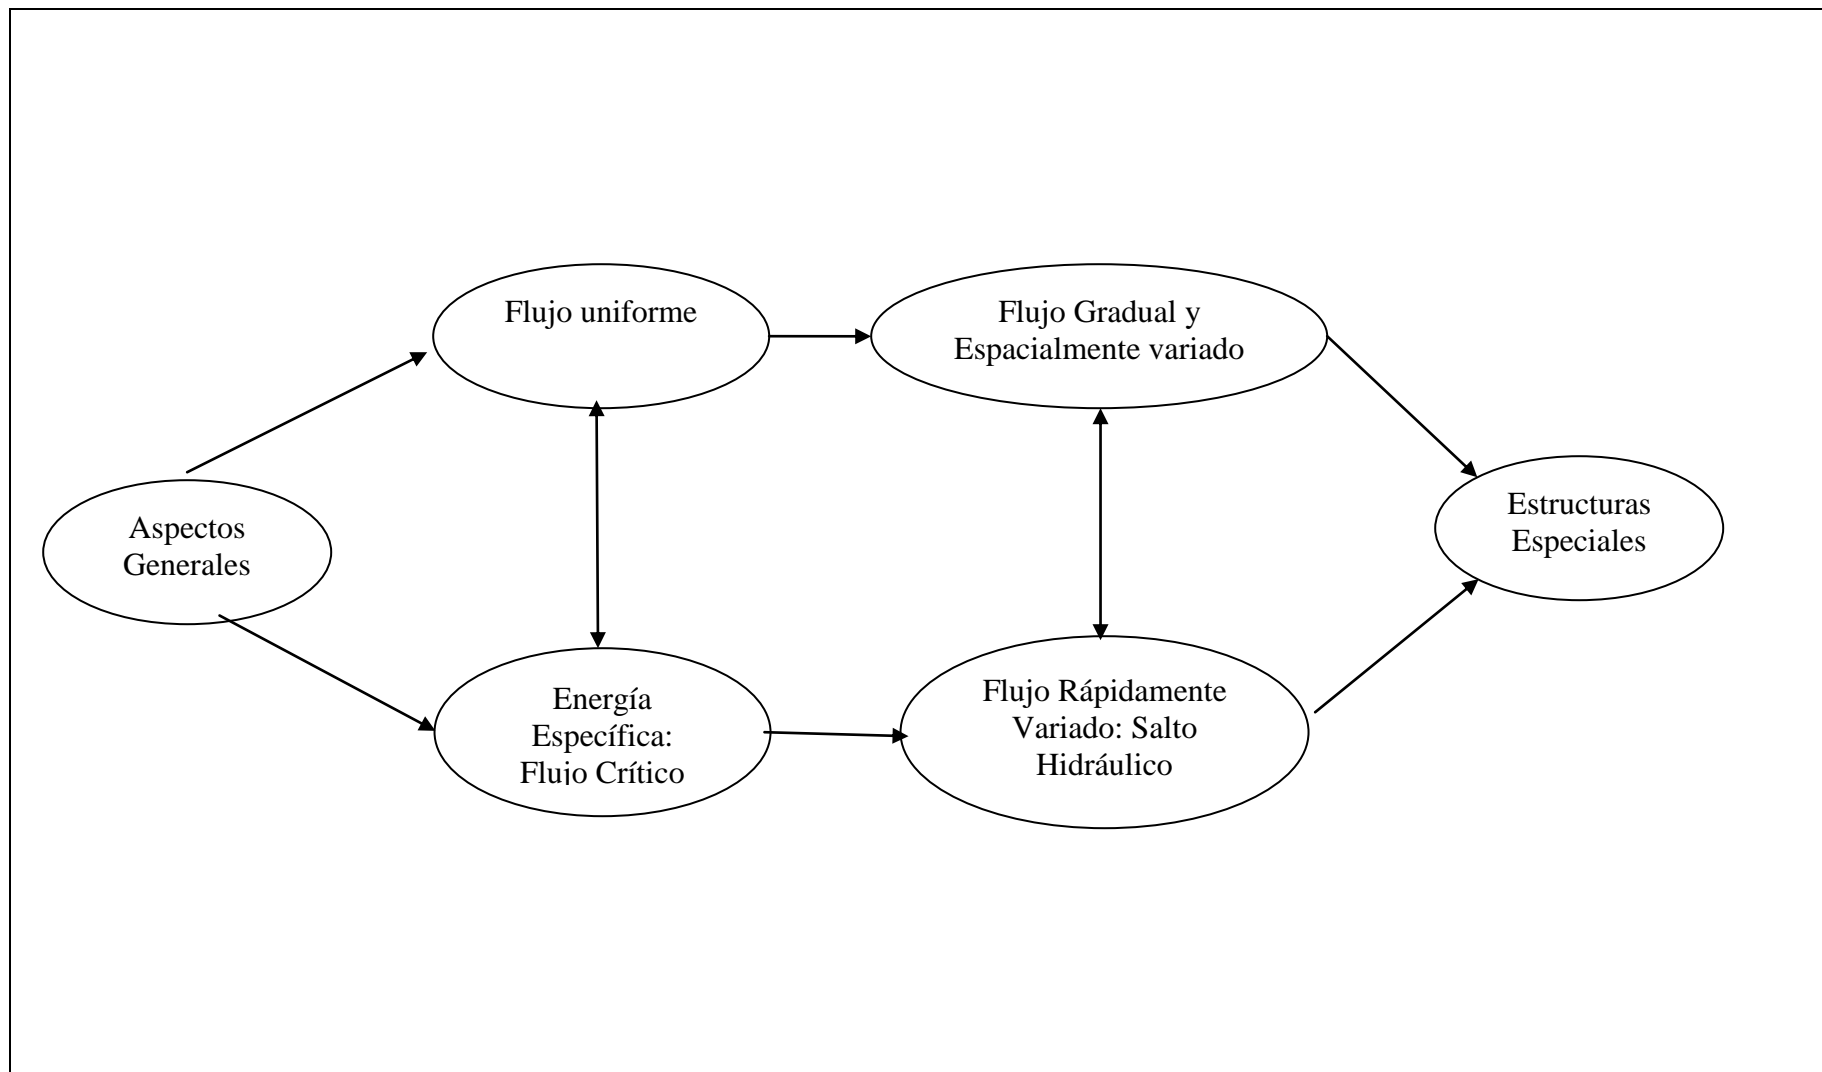 Flujo uniforme
Flujo Gradual y
Espacialmente variado
Aspectos
Generales
Estructuras
Especiales
Energía
Específica:
Flujo Crítico
Flujo Rápidamente
Variado: Salto
Hidráulico